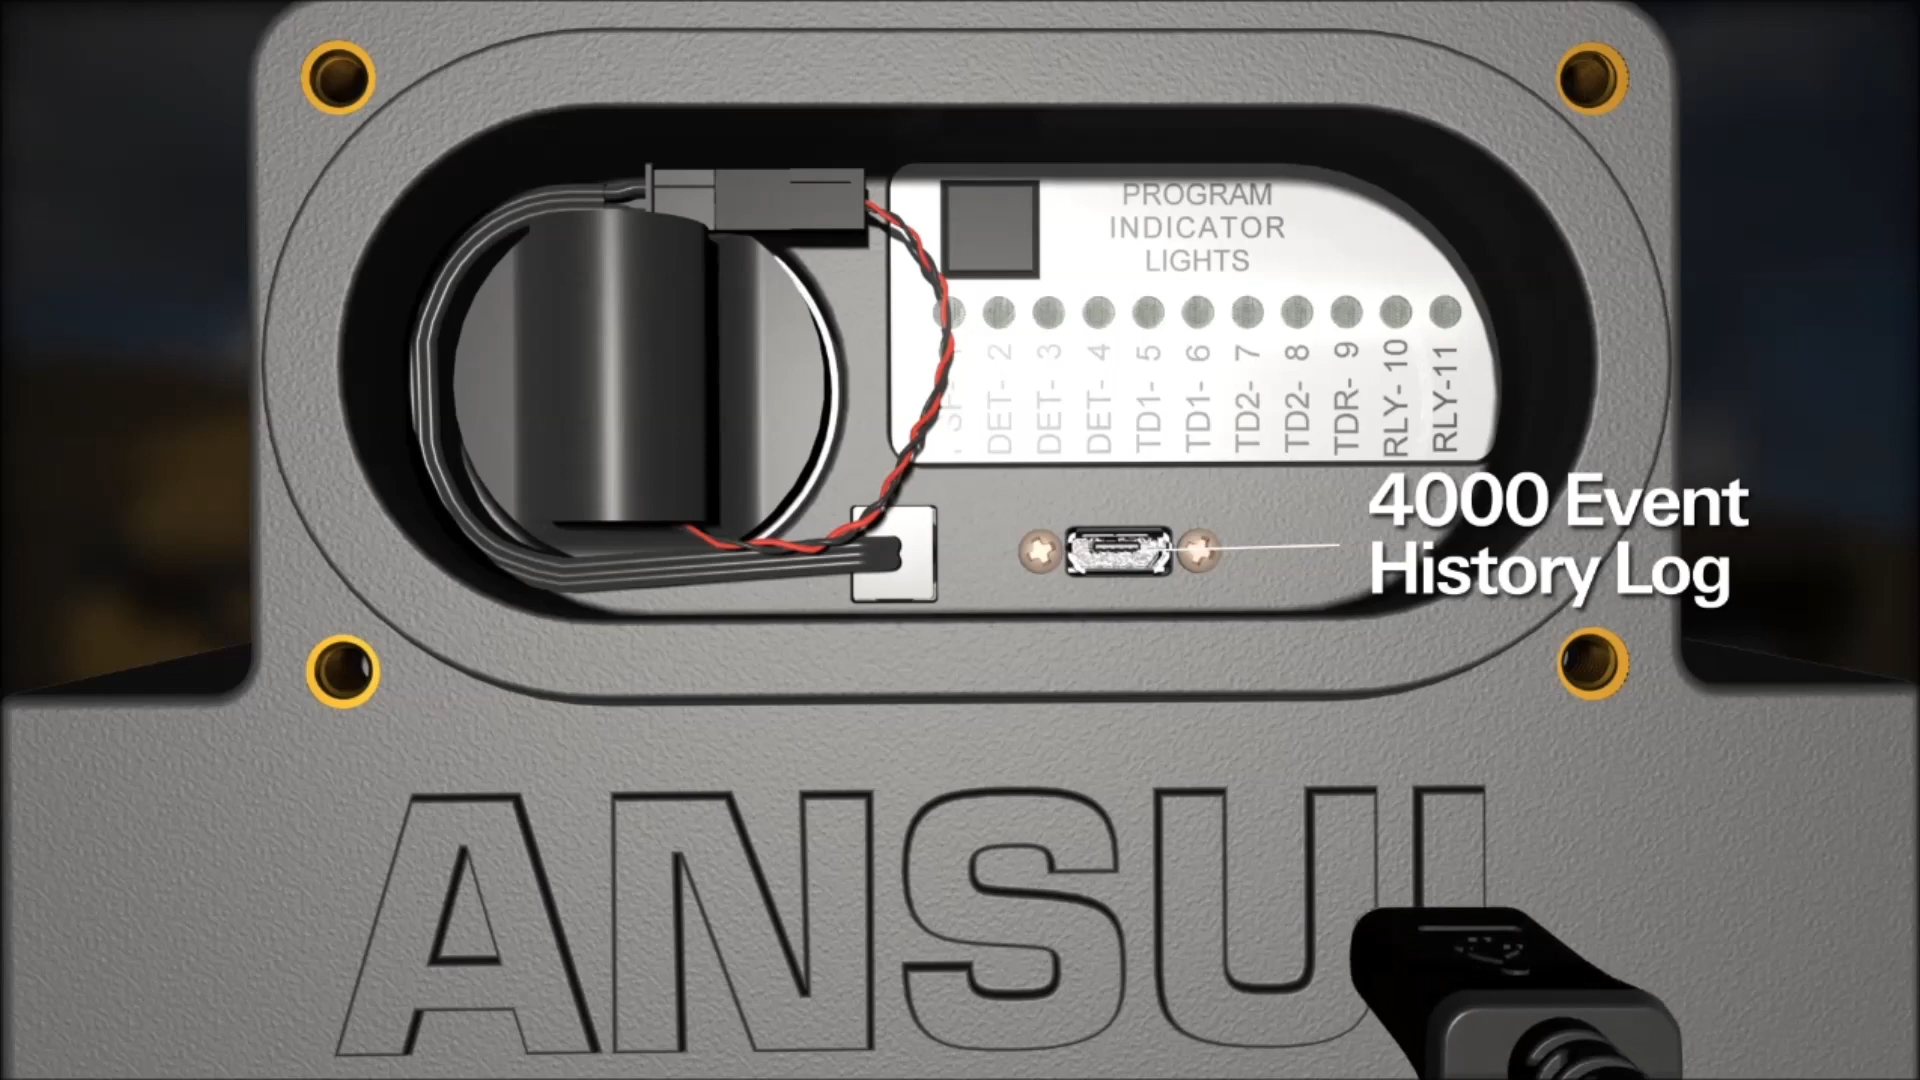 PROGRAM
INDICATOR
LIGHTS
DET- 2
DET- 3
DET- 4
TD1- 5
TD1- 6
TD2- 7
TD2- 8
TDR- 9
RLY- 10
RLY-11
4000 Event
History Log
ANSUL